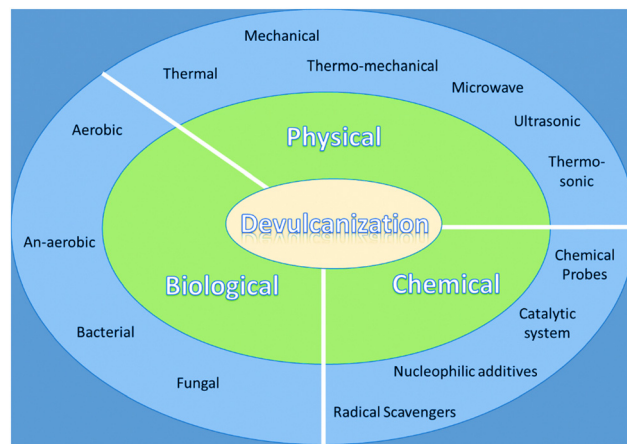 Mechanical
Thermal
Thermo-mechanical
Microwave
Ultrasonic
Thermo-
sonic
Aerobic
An-aerobic
Bacterial
Fungal
Physical
Devulcanization
Biological
Chemical
Chemical
Probes
Catalytic
system
Nucleophilic additives
Radical Scavengers